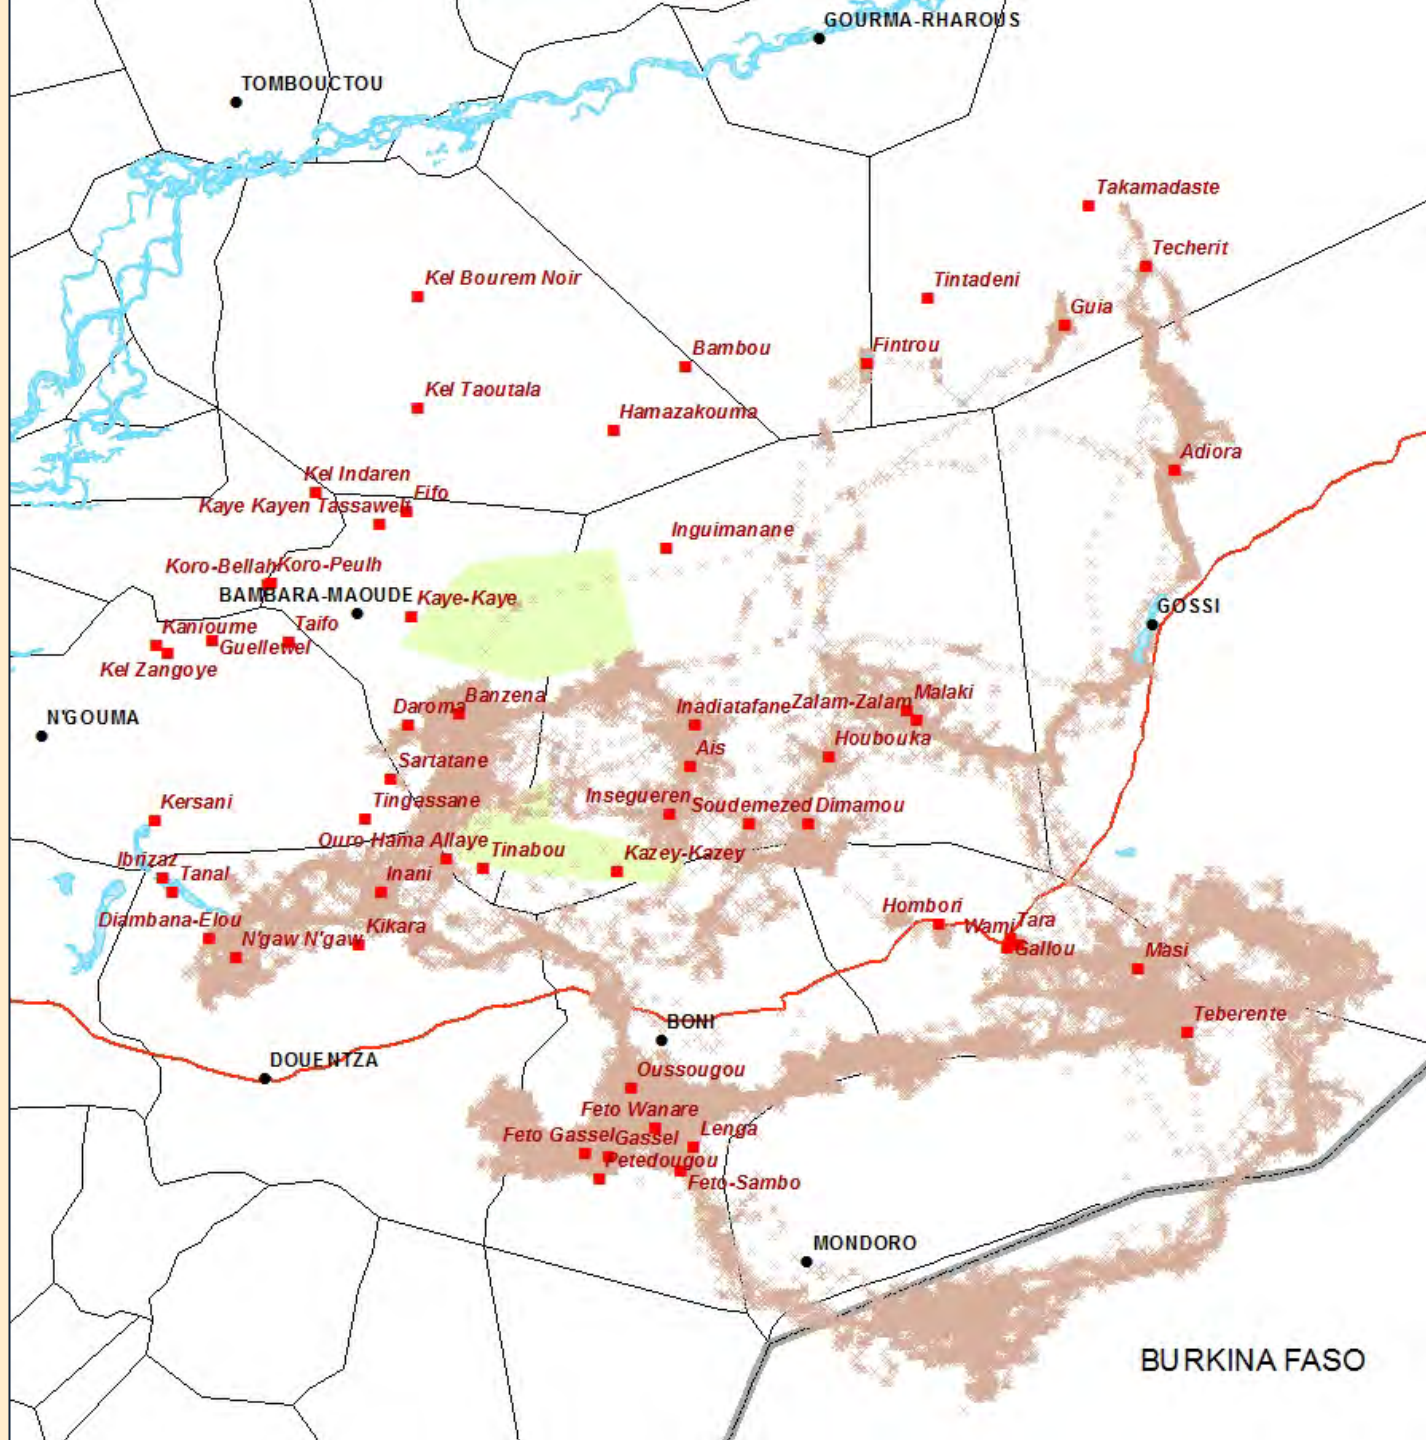 GOURMA-RHAROUS
TOMBOUCTOU
Takamadaste
Techerit
Kel Bourem Noir
Tintadeni
Guia
Fintrou
Bambou
Kel Taoutala
Hamazakouma
Adiora
Kel Indaren
Fifo
Kaye Kayen Tassawelt
Inguimanane
Koro-Bellah
Koro-Peulh
BAMBARA-MAOUDE
Kaye-Kaye
GOSSI
Kanioume
Taifo
Guellewel
Kel Zangoye
N'GOUMA
Daroma
Banzena
Inadiatafane
Zalam-Zalam
Malaki
Houbouka
Ais
Sartatane
Kersani
Tingassane
Insegueren
Soudemezed
Dimamou
Ouro Hama Allaye
Tinabou
Kazey-Kazey
Ibrizaz
Tanal
Inani
Diambana-Elou
Kikara
N'gaw N'gaw
Hombori
Wami
Tara
Gallou
Masi
Teberente
BONI
DOUENTZA
Oussougou
Feto Wanare
Feto Gassel
Gassel
Lenga
Petedougou
Feto-Sambo
MONDORO
BURKINA FASO